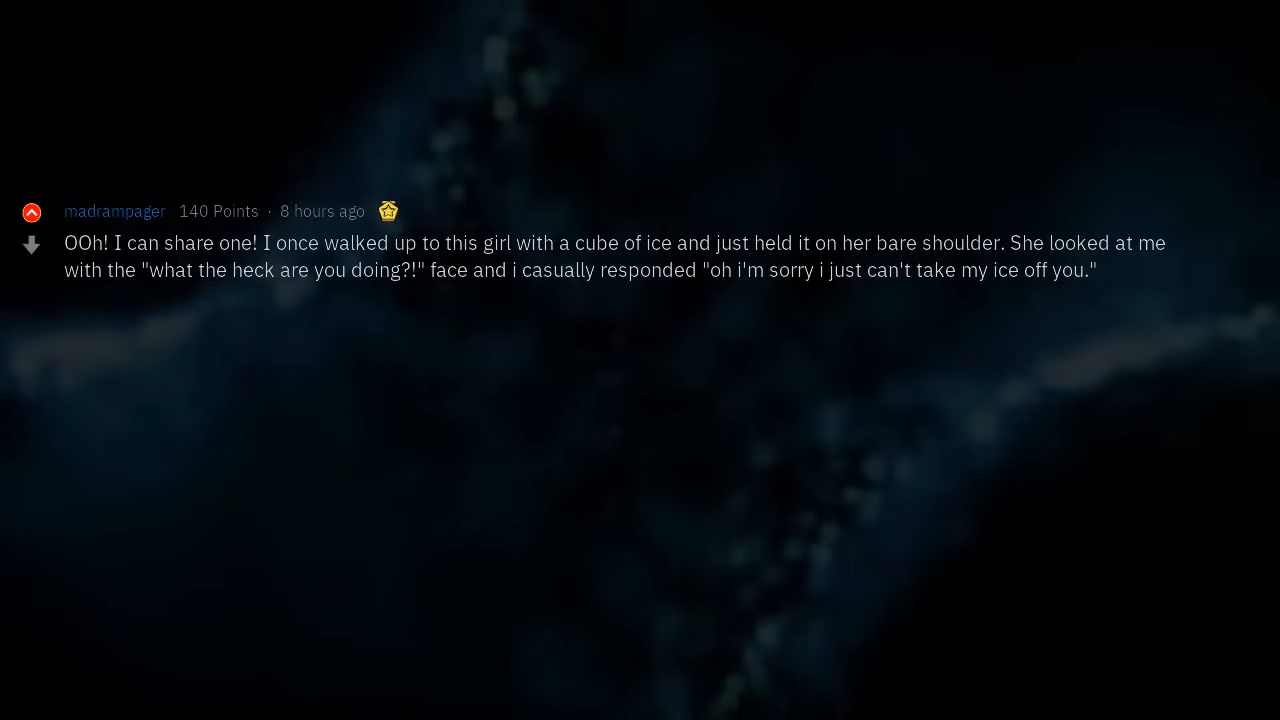 madrampager 140 Points · 8 hours ago
OOh! I can share one! I once walked up to this girl with a cube of ice and just held it on her bare shoulder. She looked at me
with the "what the heck are you doing?!" face and i casually responded "oh i'm sorry i just can't take my ice off you."